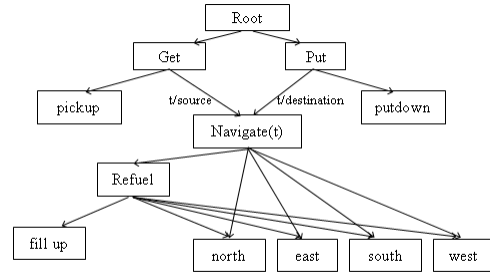 Root
Get
Put
pickup
t/source
t/destination
putdown
Navigate(t)
Refuel
fill up
north
east
south
west